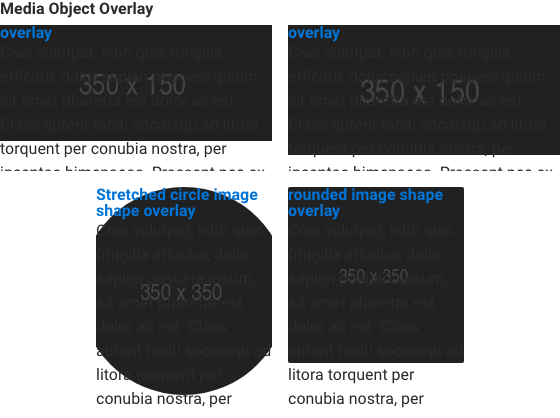 Media Object Overlay
overlay
Cras volutpat, nibh quis fringilla
efficitur, dolor sapien posuere ipsum,
350 x 150
sit amet pharetra est dolor ac est.
Class aptent taciti sociosqu ad litora
torquent per conubia nostra, per
overlay
Cras volutpat, nibh quis fringilla
efficitur, dolor sapien posuere ipsum,
350 x 150
sit amet pharetra est dolor ac est.
Class aptent taciti sociosqu ad litora
torquent per conubia nostra, per
Stretched circle image
shape overlay
Cras volutpat, nibh quis
fringilla efficitur, dolor
sapien posuere ipsum,
350 x 350
sit amet pharetra est
dolor ac est. Class
aptent taciti sociosqu ad
litora torquent per
conubia nostra, per
rounded image shape
overlay
Cras volutpat, nibh quis
fringilla efficitur, dolor
sapien posuere ipsum,
350 x 350
sit amet pharetra est
dolor ac est. Class
aptent taciti sociosqu ad
litora torquent per
conubia nostra, per